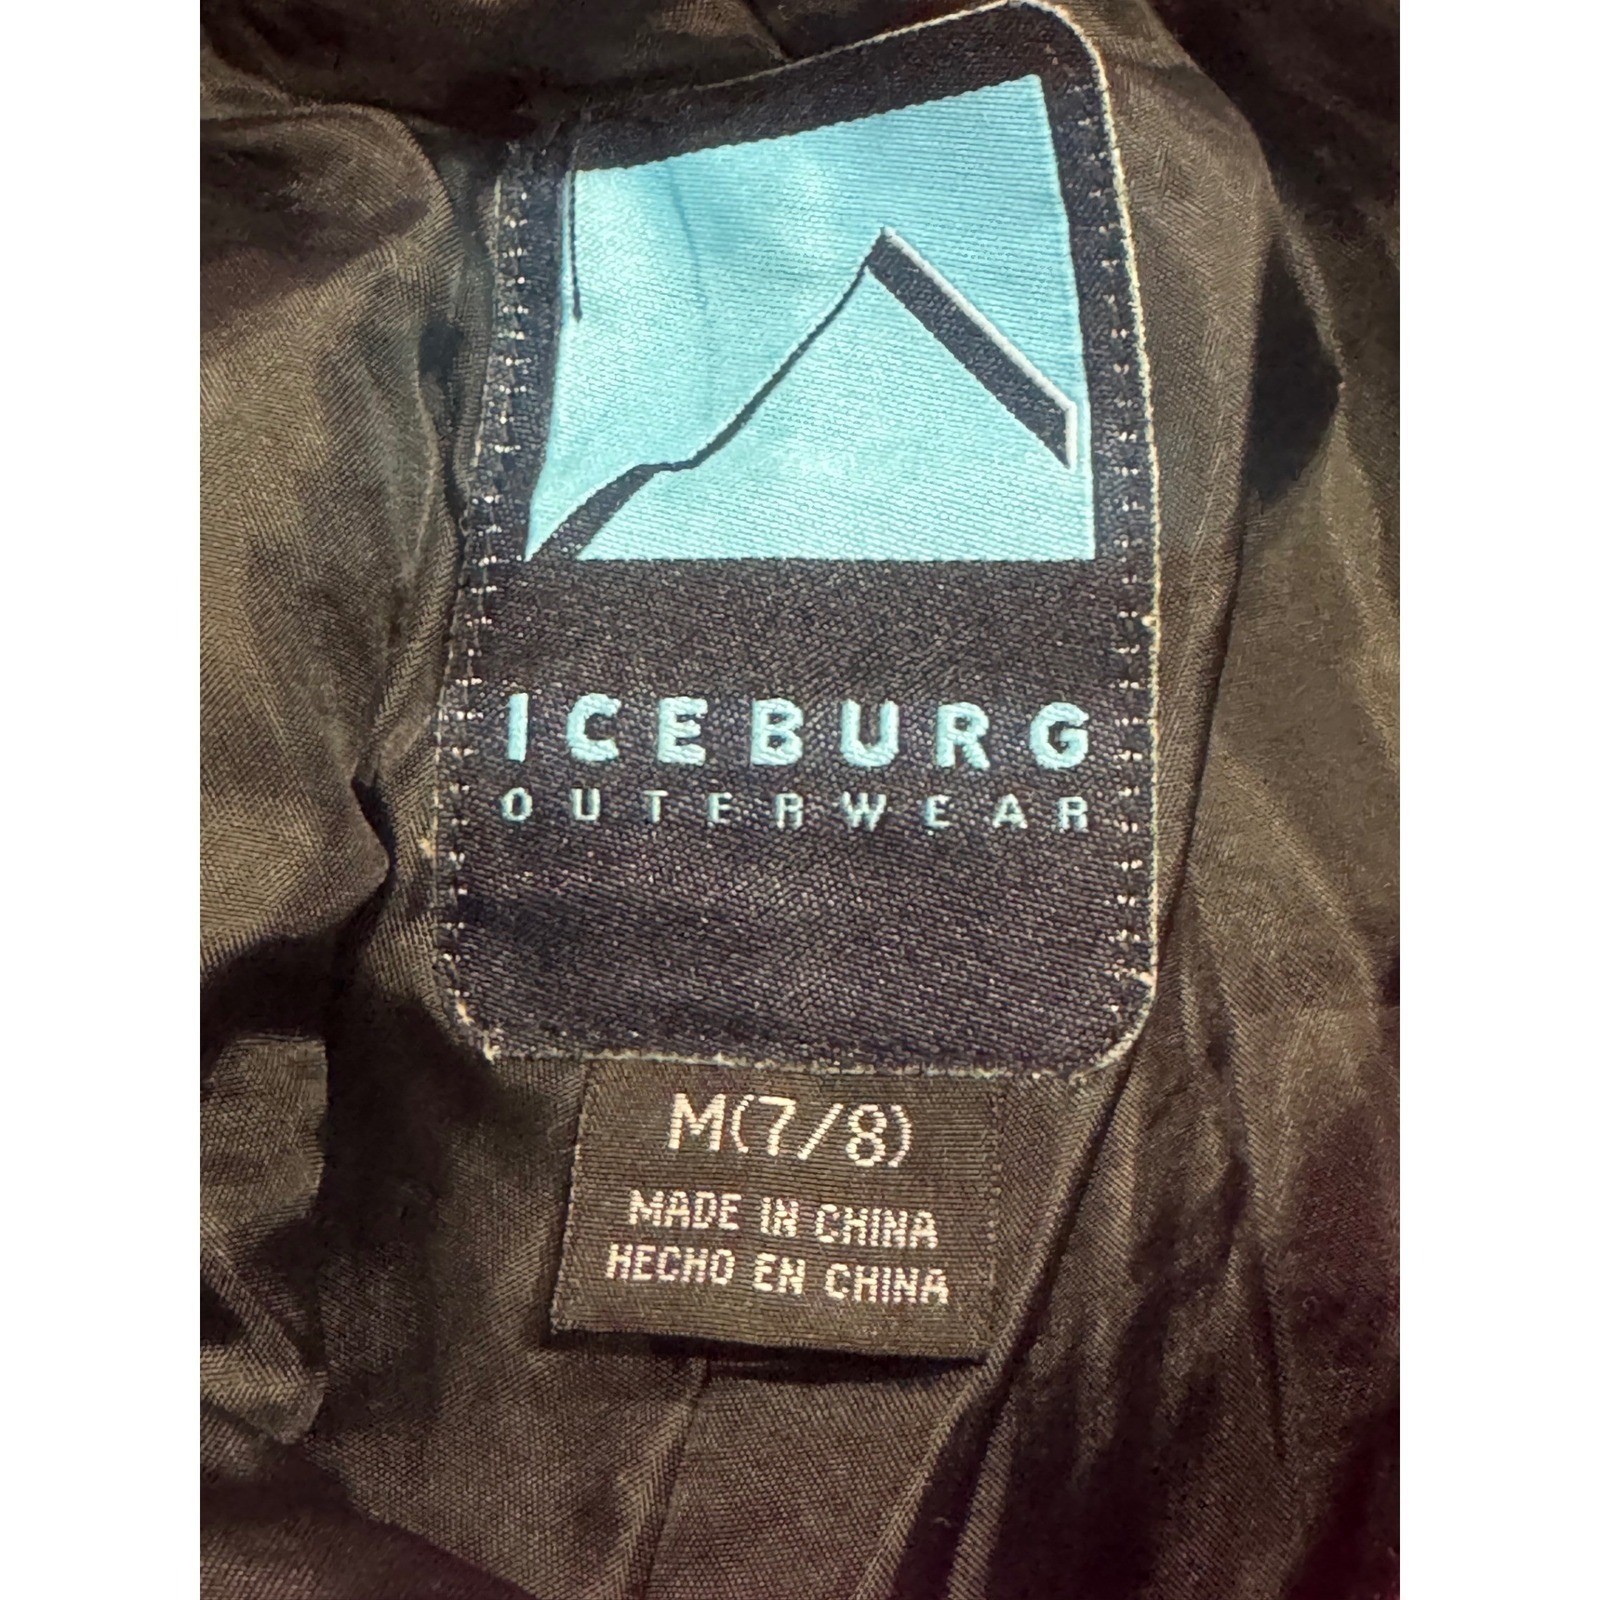 ICEBURG
OUTERWEAR
M(7/8)
MADE IN CHINA
HECHO EN CHINA